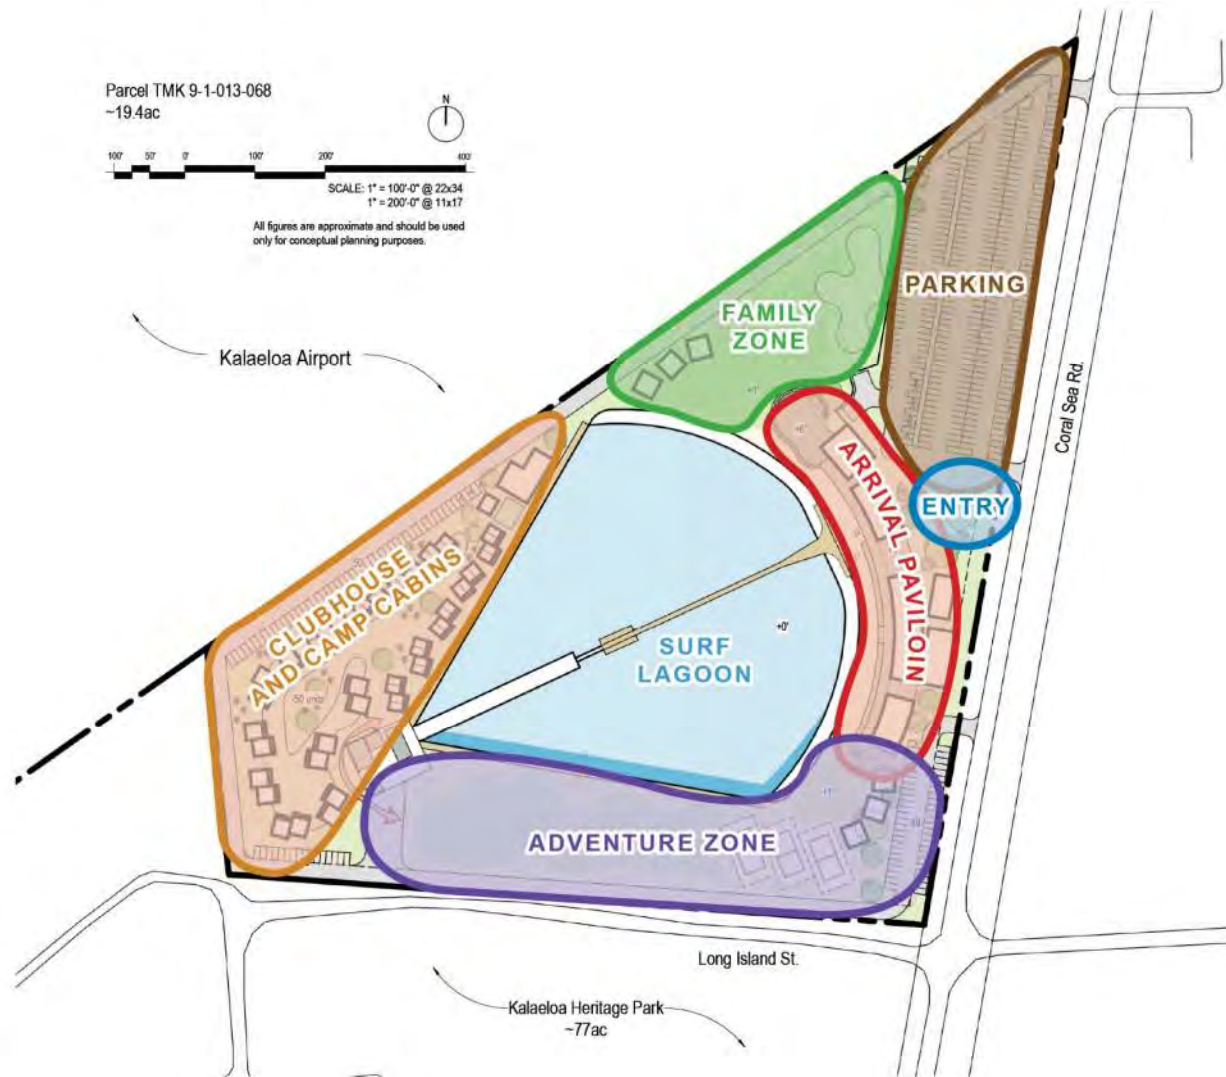 Parcel TMK 9-1-013-068
~19.4ac
N
100' 50' 0' 100' 200' 400'
SCALE: 1" = 100'-0" @ 22x34
1" = 200'-0" @ 11x17
All figures are approximate and should be used
only for conceptual planning purposes.
Kalaeloa Airport
FAMILY
ZONE
PARKING
Coral Sea Rd.
ENTRY
ARRIVAL PAVILOIN
CLUBHOUSE
AND CAMP CABINS
SURF
LAGOON
+0'
ADVENTURE ZONE
Long Island St.
Kalaeloa Heritage Park
~77ac